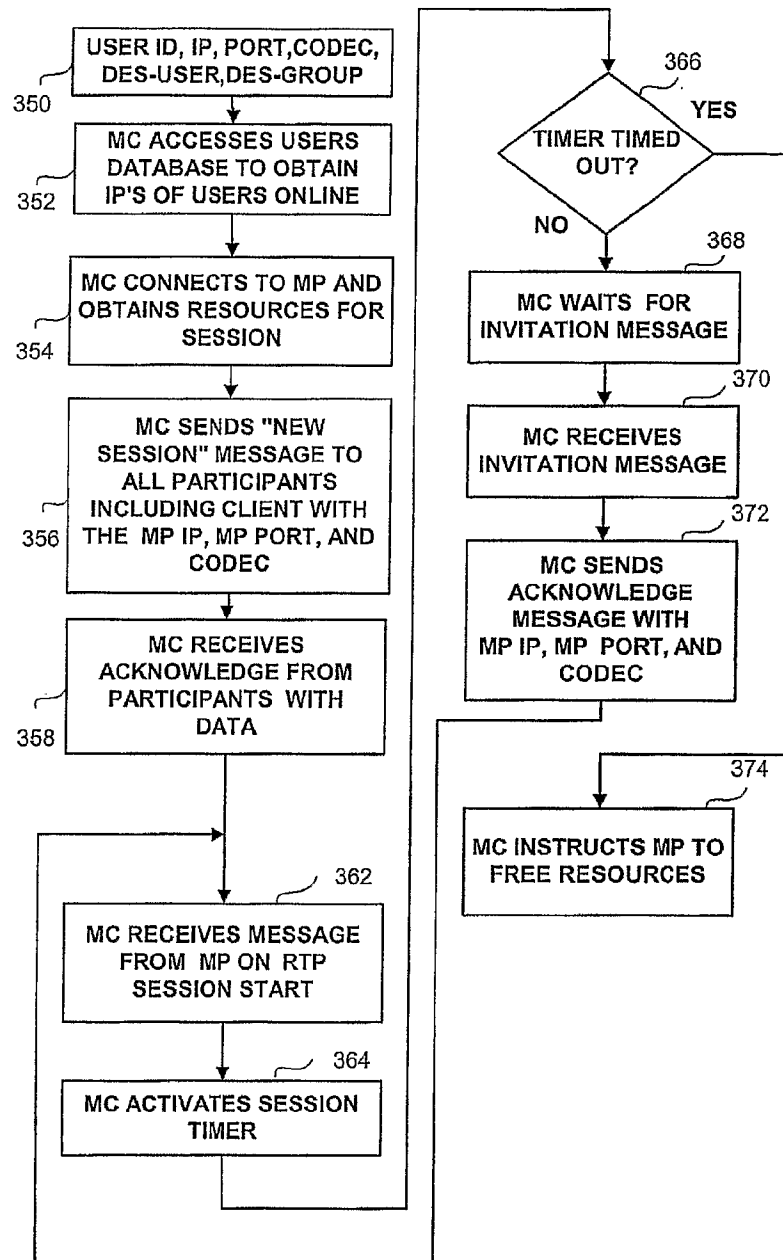 USER ID, IP, PORT,CODEC,
DES-USER,DES-GROUP
350
MC ACCESSES USERS
DATABASE TO OBTAIN
IP'S OF USERS ONLINE
352
MC CONNECTS TO MP AND
OBTAINS RESOURCES FOR
SESSION
354
MC SENDS "NEW
SESSION" MESSAGE TO
ALL PARTICIPANTS
INCLUDING CLIENT WITH
THE MP IP, MP PORT, AND
CODEC
356
MC RECEIVES
ACKNOWLEDGE FROM
PARTICIPANTS WITH
DATA
358
362
MC RECEIVES MESSAGE
FROM MP ON RTP
SESSION START
364
MC ACTIVATES SESSION
TIMER
366
YES
TIMER TIMED
OUT?
NO
368
MC WAITS FOR
INVITATION MESSAGE
370
MC RECEIVES
INVITATION MESSAGE
372
MC SENDS
ACKNOWLEDGE
MESSAGE WITH
MP IP, MP PORT, AND
CODEC
374
MC INSTRUCTS MP TO
FREE RESOURCES